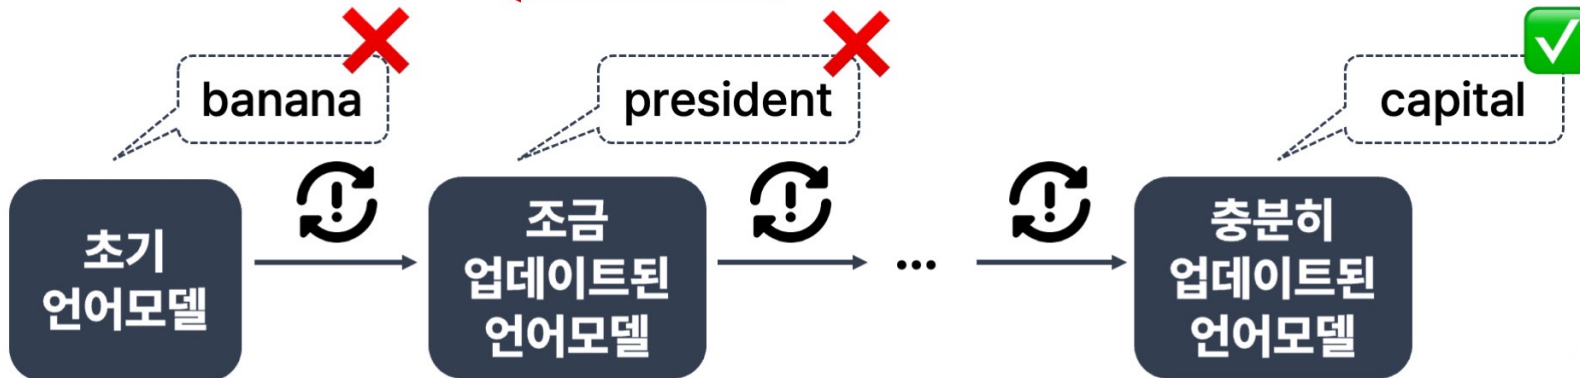 banana
president
capital
초기
언어모델
조금
업데이트된
언어모델
...
충분히
업데이트된
언어모델